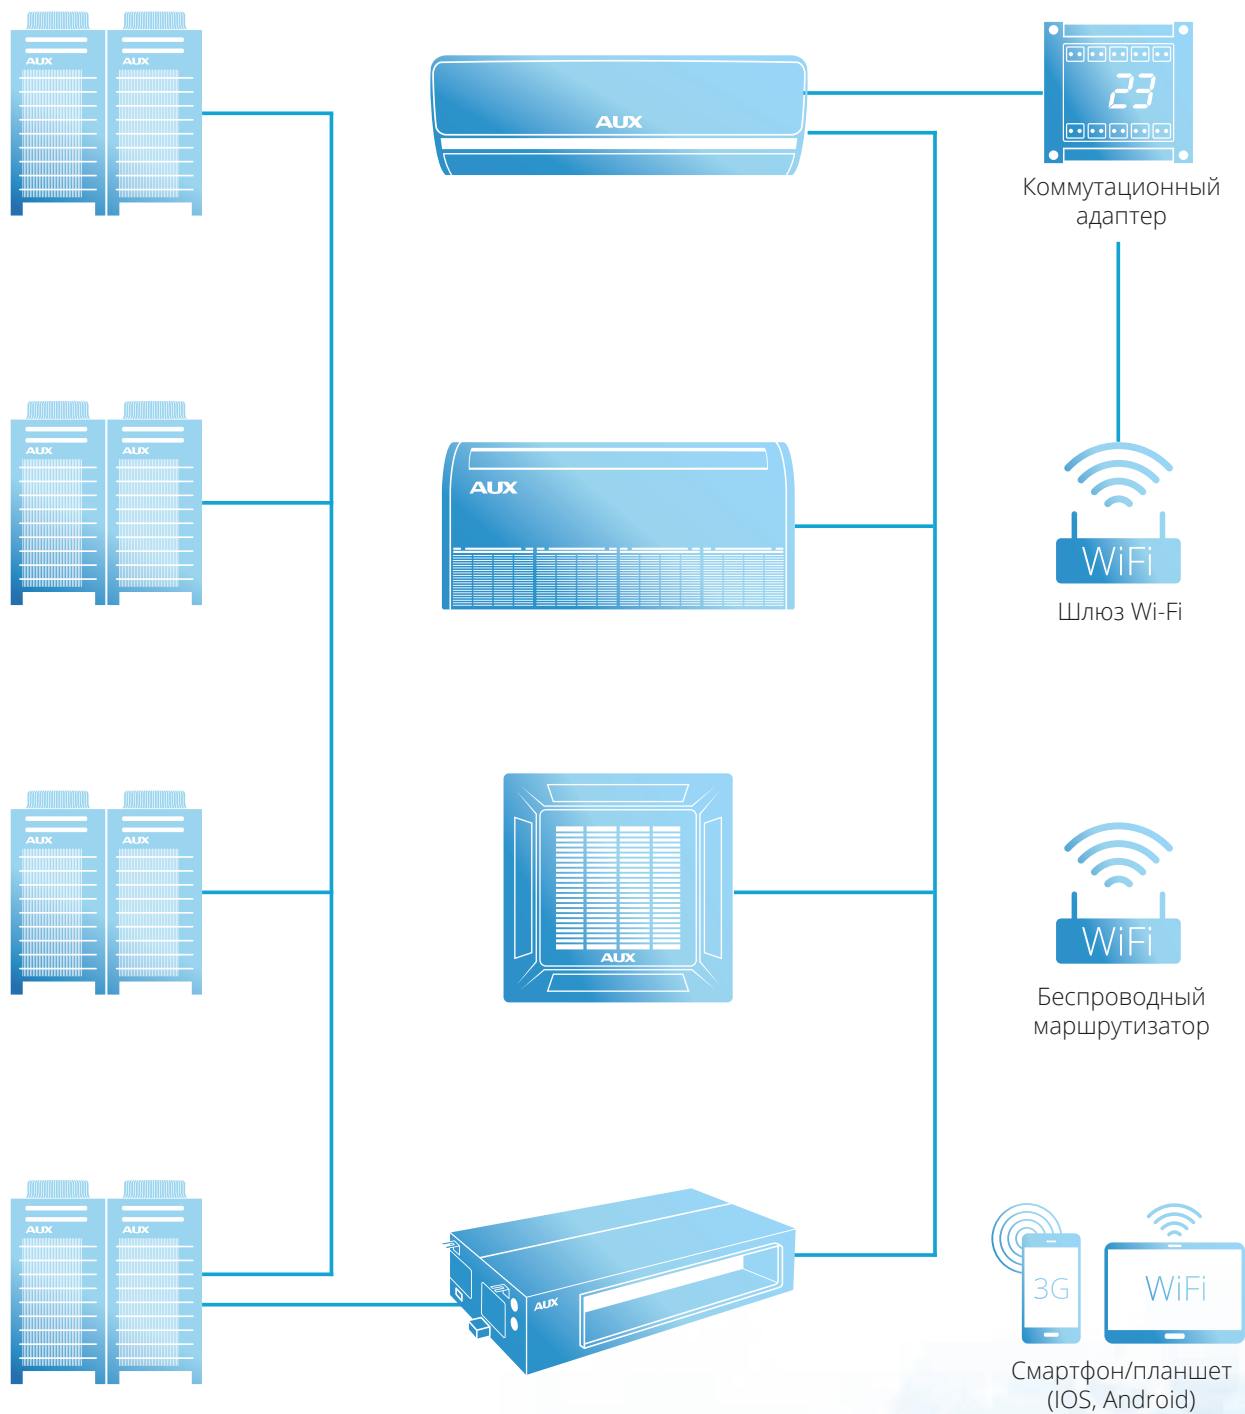 AUX AUX
AUX
23
Коммутационный
адаптер
AUX AUX
AUX
WiFi
Шлюз Wi-Fi
AUX AUX
AUX
WiFi
Беспроводный
маршрутизатор
AUX AUX
AUX
3G
WiFi
Смартфон/планшет
(IOS, Android)